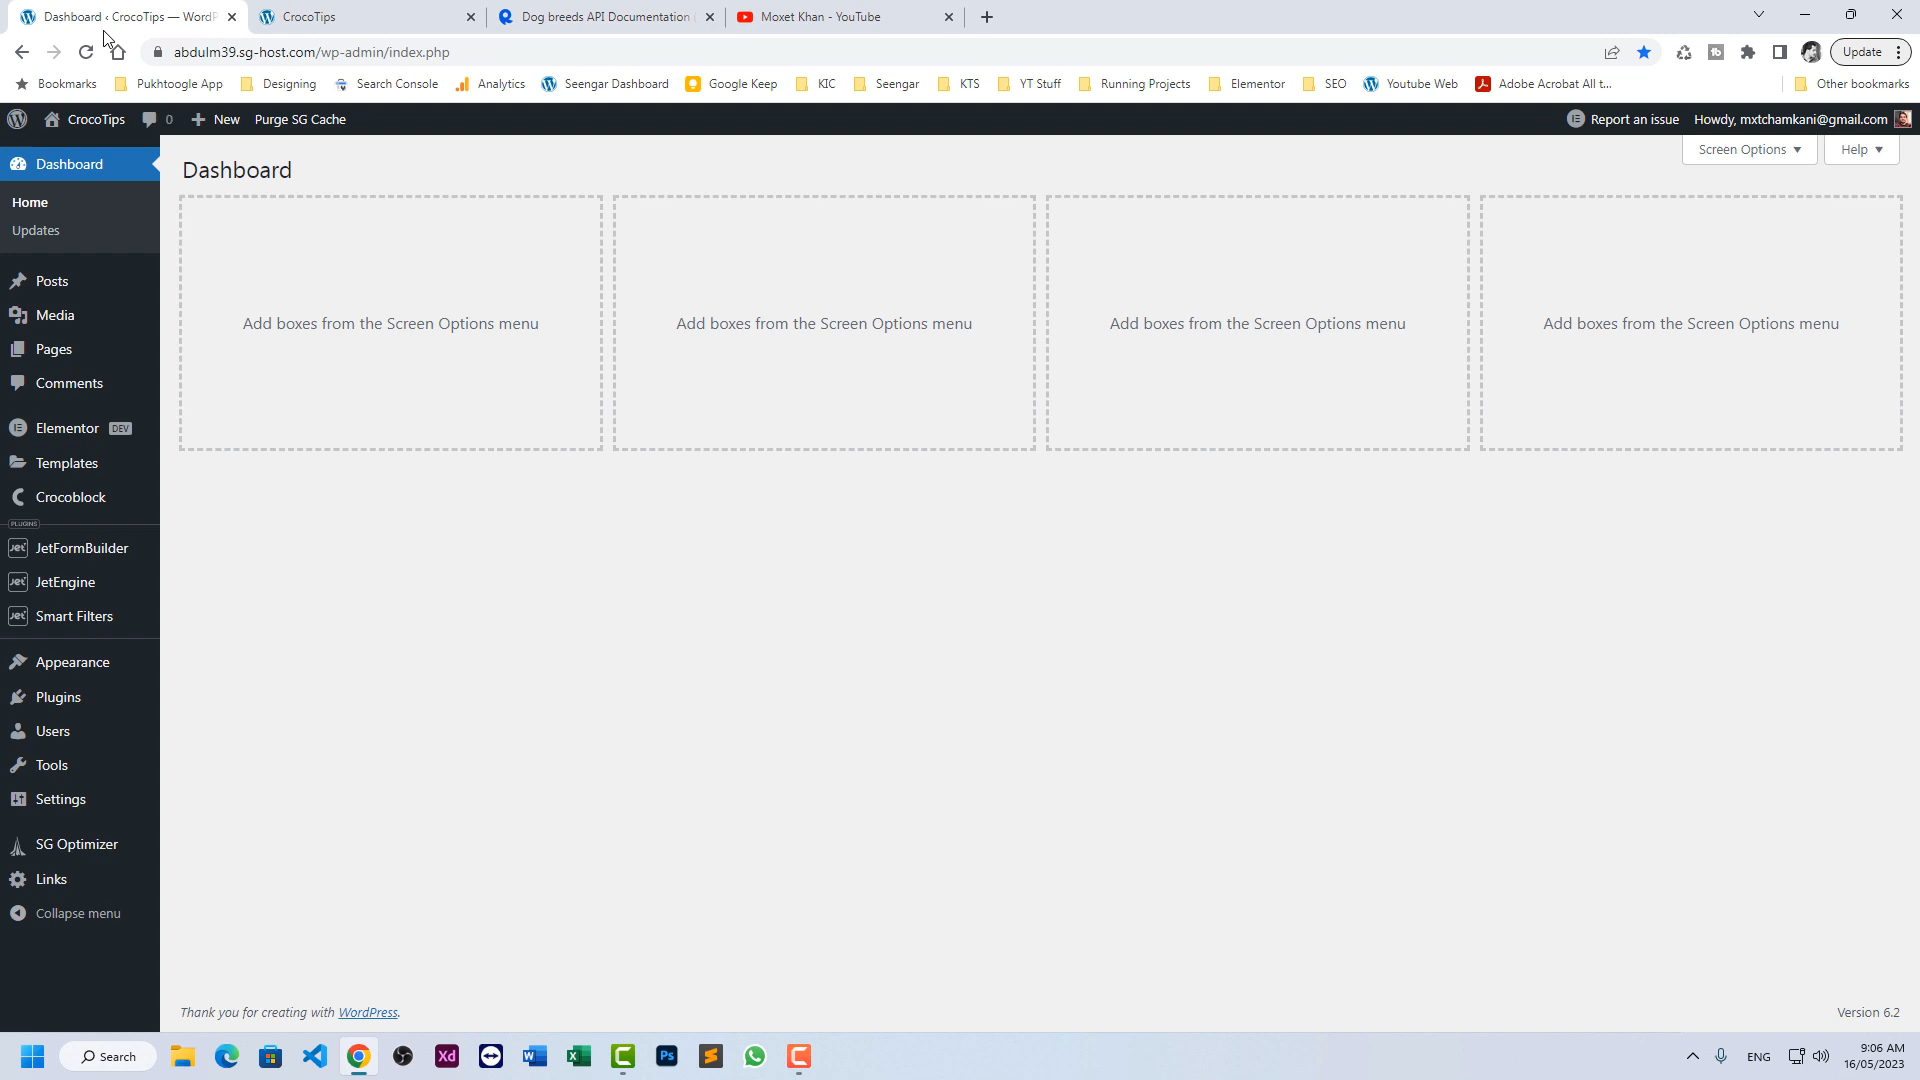 Dashboard ‹ CrocoTips — WordP
CrocoTips
Dog breeds API Documentation
Moxet Khan - YouTube
abdulm39.sg-host.com/wp-admin/index.php
Update
Bookmarks
Pukhtoogle App
Designing
Search Console
Analytics
Seengar Dashboard
Google Keep
KIC
Seengar
KTS
YT Stuff
Running Projects
Elementor
SEO
Youtube Web
Adobe Acrobat All t...
Other bookmarks
CrocoTips
0
New
Purge SG Cache
Report an issue
Howdy, mxtchamkani@gmail.com
Dashboard
Screen Options
Help
Dashboard
Home
Updates
Posts
Media
Pages
Comments
Elementor DEV
Templates
Crocoblock
PLUGINS
Jet JetFormBuilder
Jet JetEngine
Jet Smart Filters
Appearance
Plugins
Users
Tools
Settings
SG Optimizer
Links
Collapse menu
Add boxes from the Screen Options menu
Add boxes from the Screen Options menu
Add boxes from the Screen Options menu
Add boxes from the Screen Options menu
Thank you for creating with WordPress.
Version 6.2
Search
Xd
Ps
ENG
9:06 AM
16/05/2023